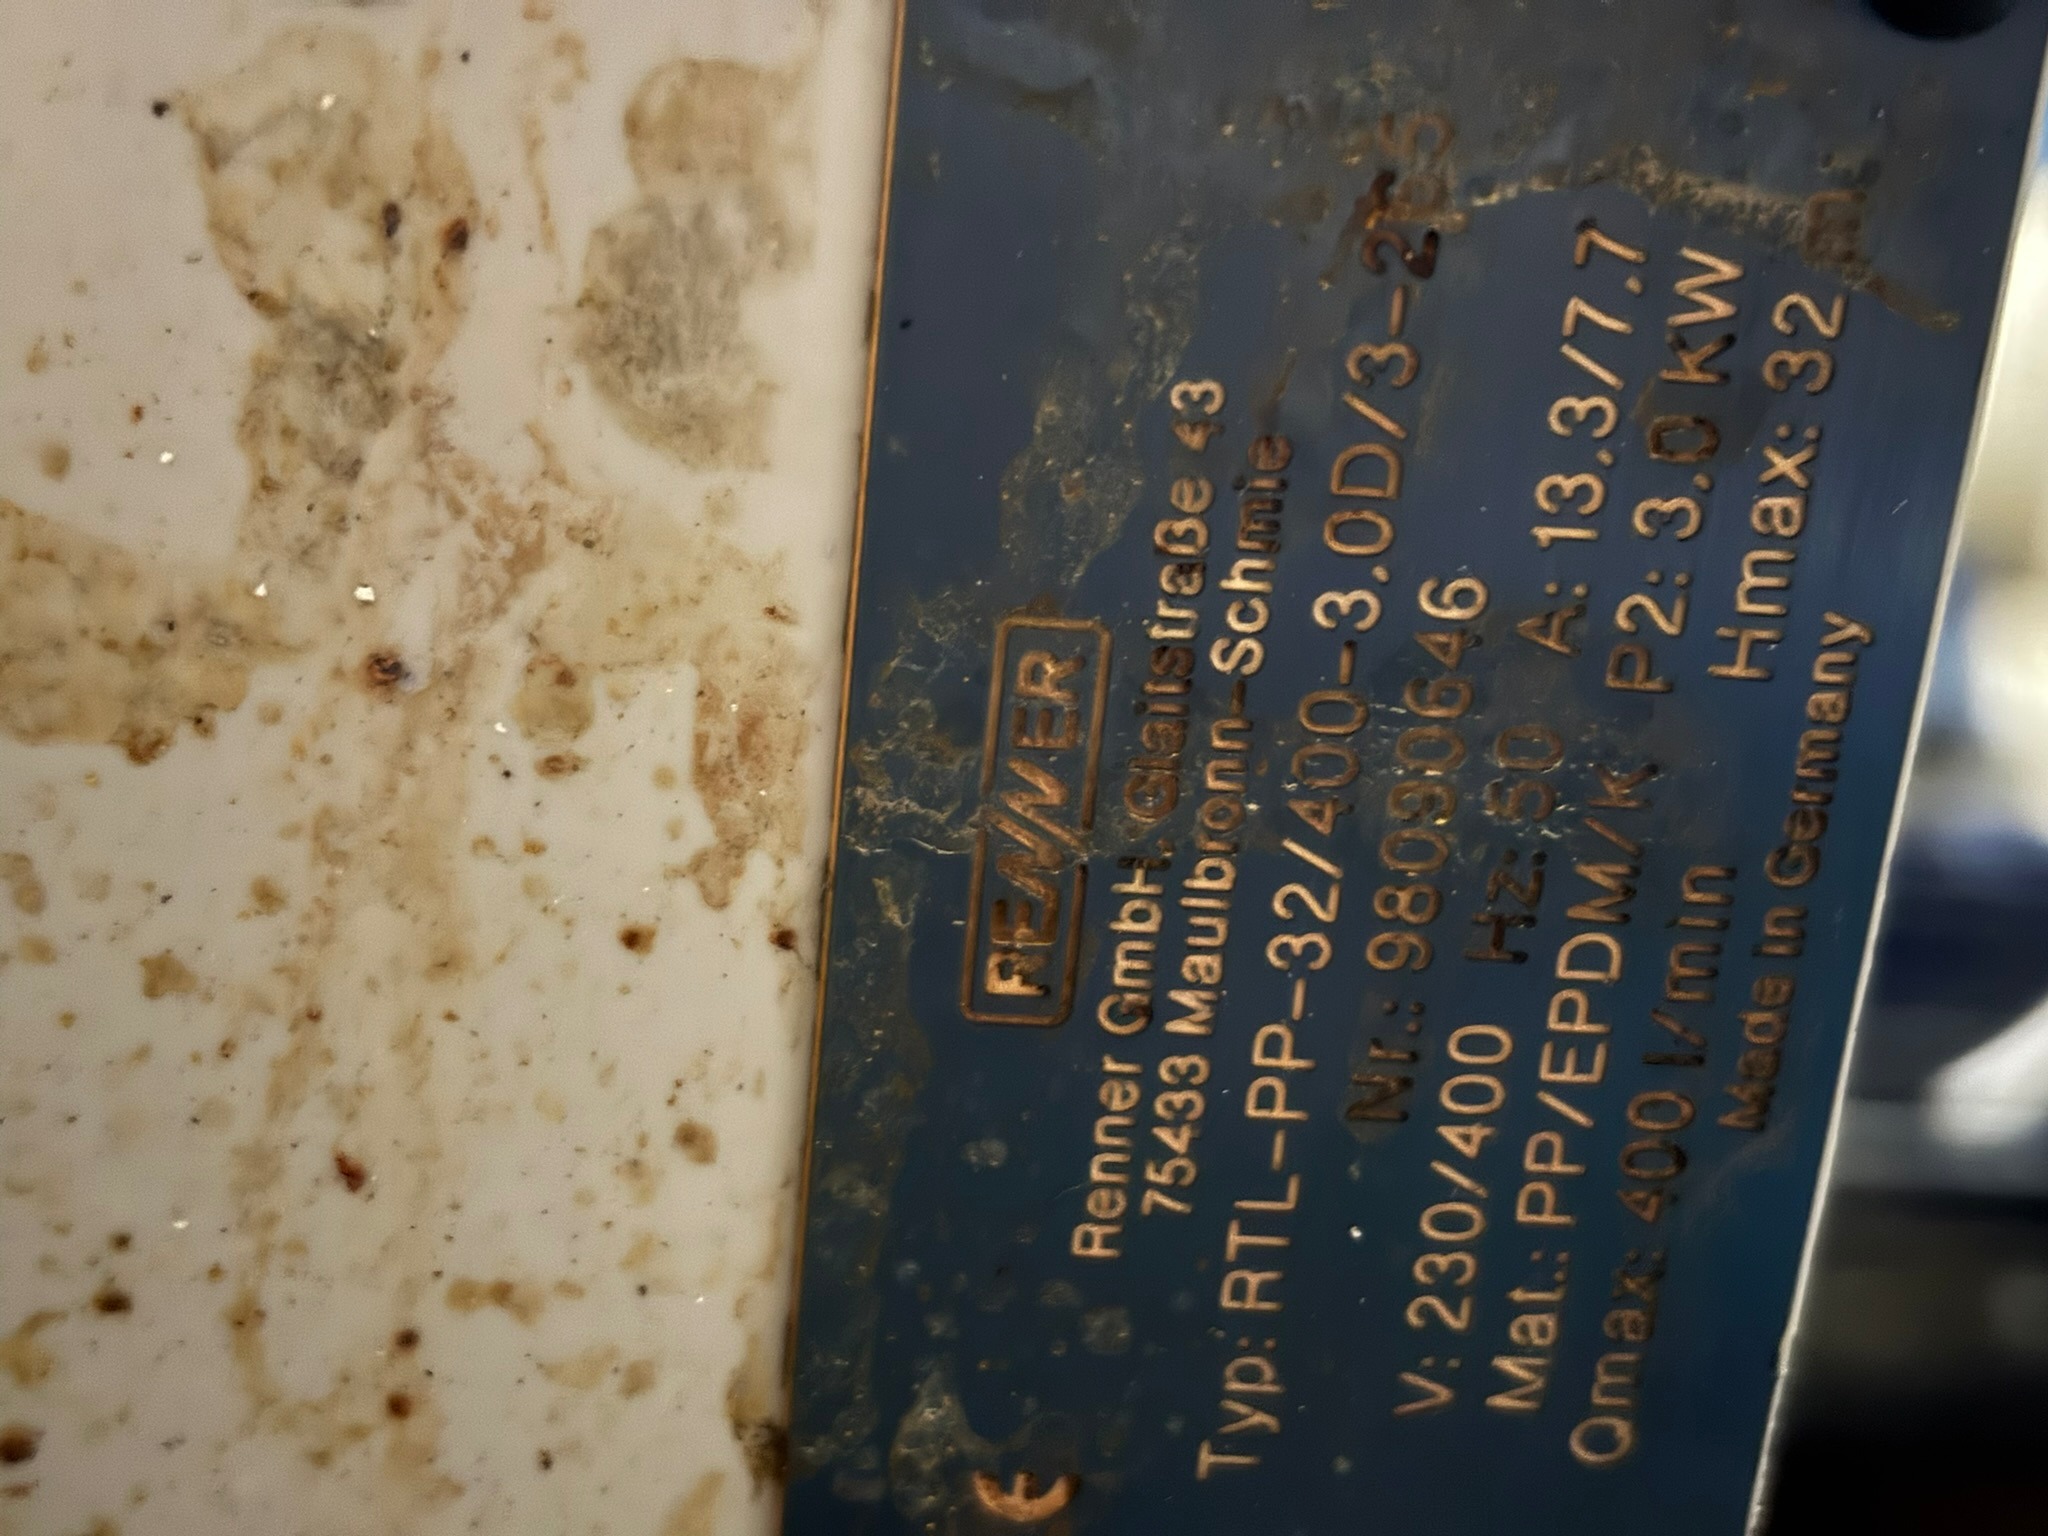 RENNER
Renner GmbH, Glaitstraße 43
75433 Maulbronn-Schmie
Typ: RTL-PP-32/400-3.0D/3-
Nr.: 98090646
V: 230/400 Hz: 50 A: 13.3/7.7
Mat.: PP/EPDM/K P2: 3.0 KW
Qmax: 400 l/min Hmax: 32 m
CE Made in Germany